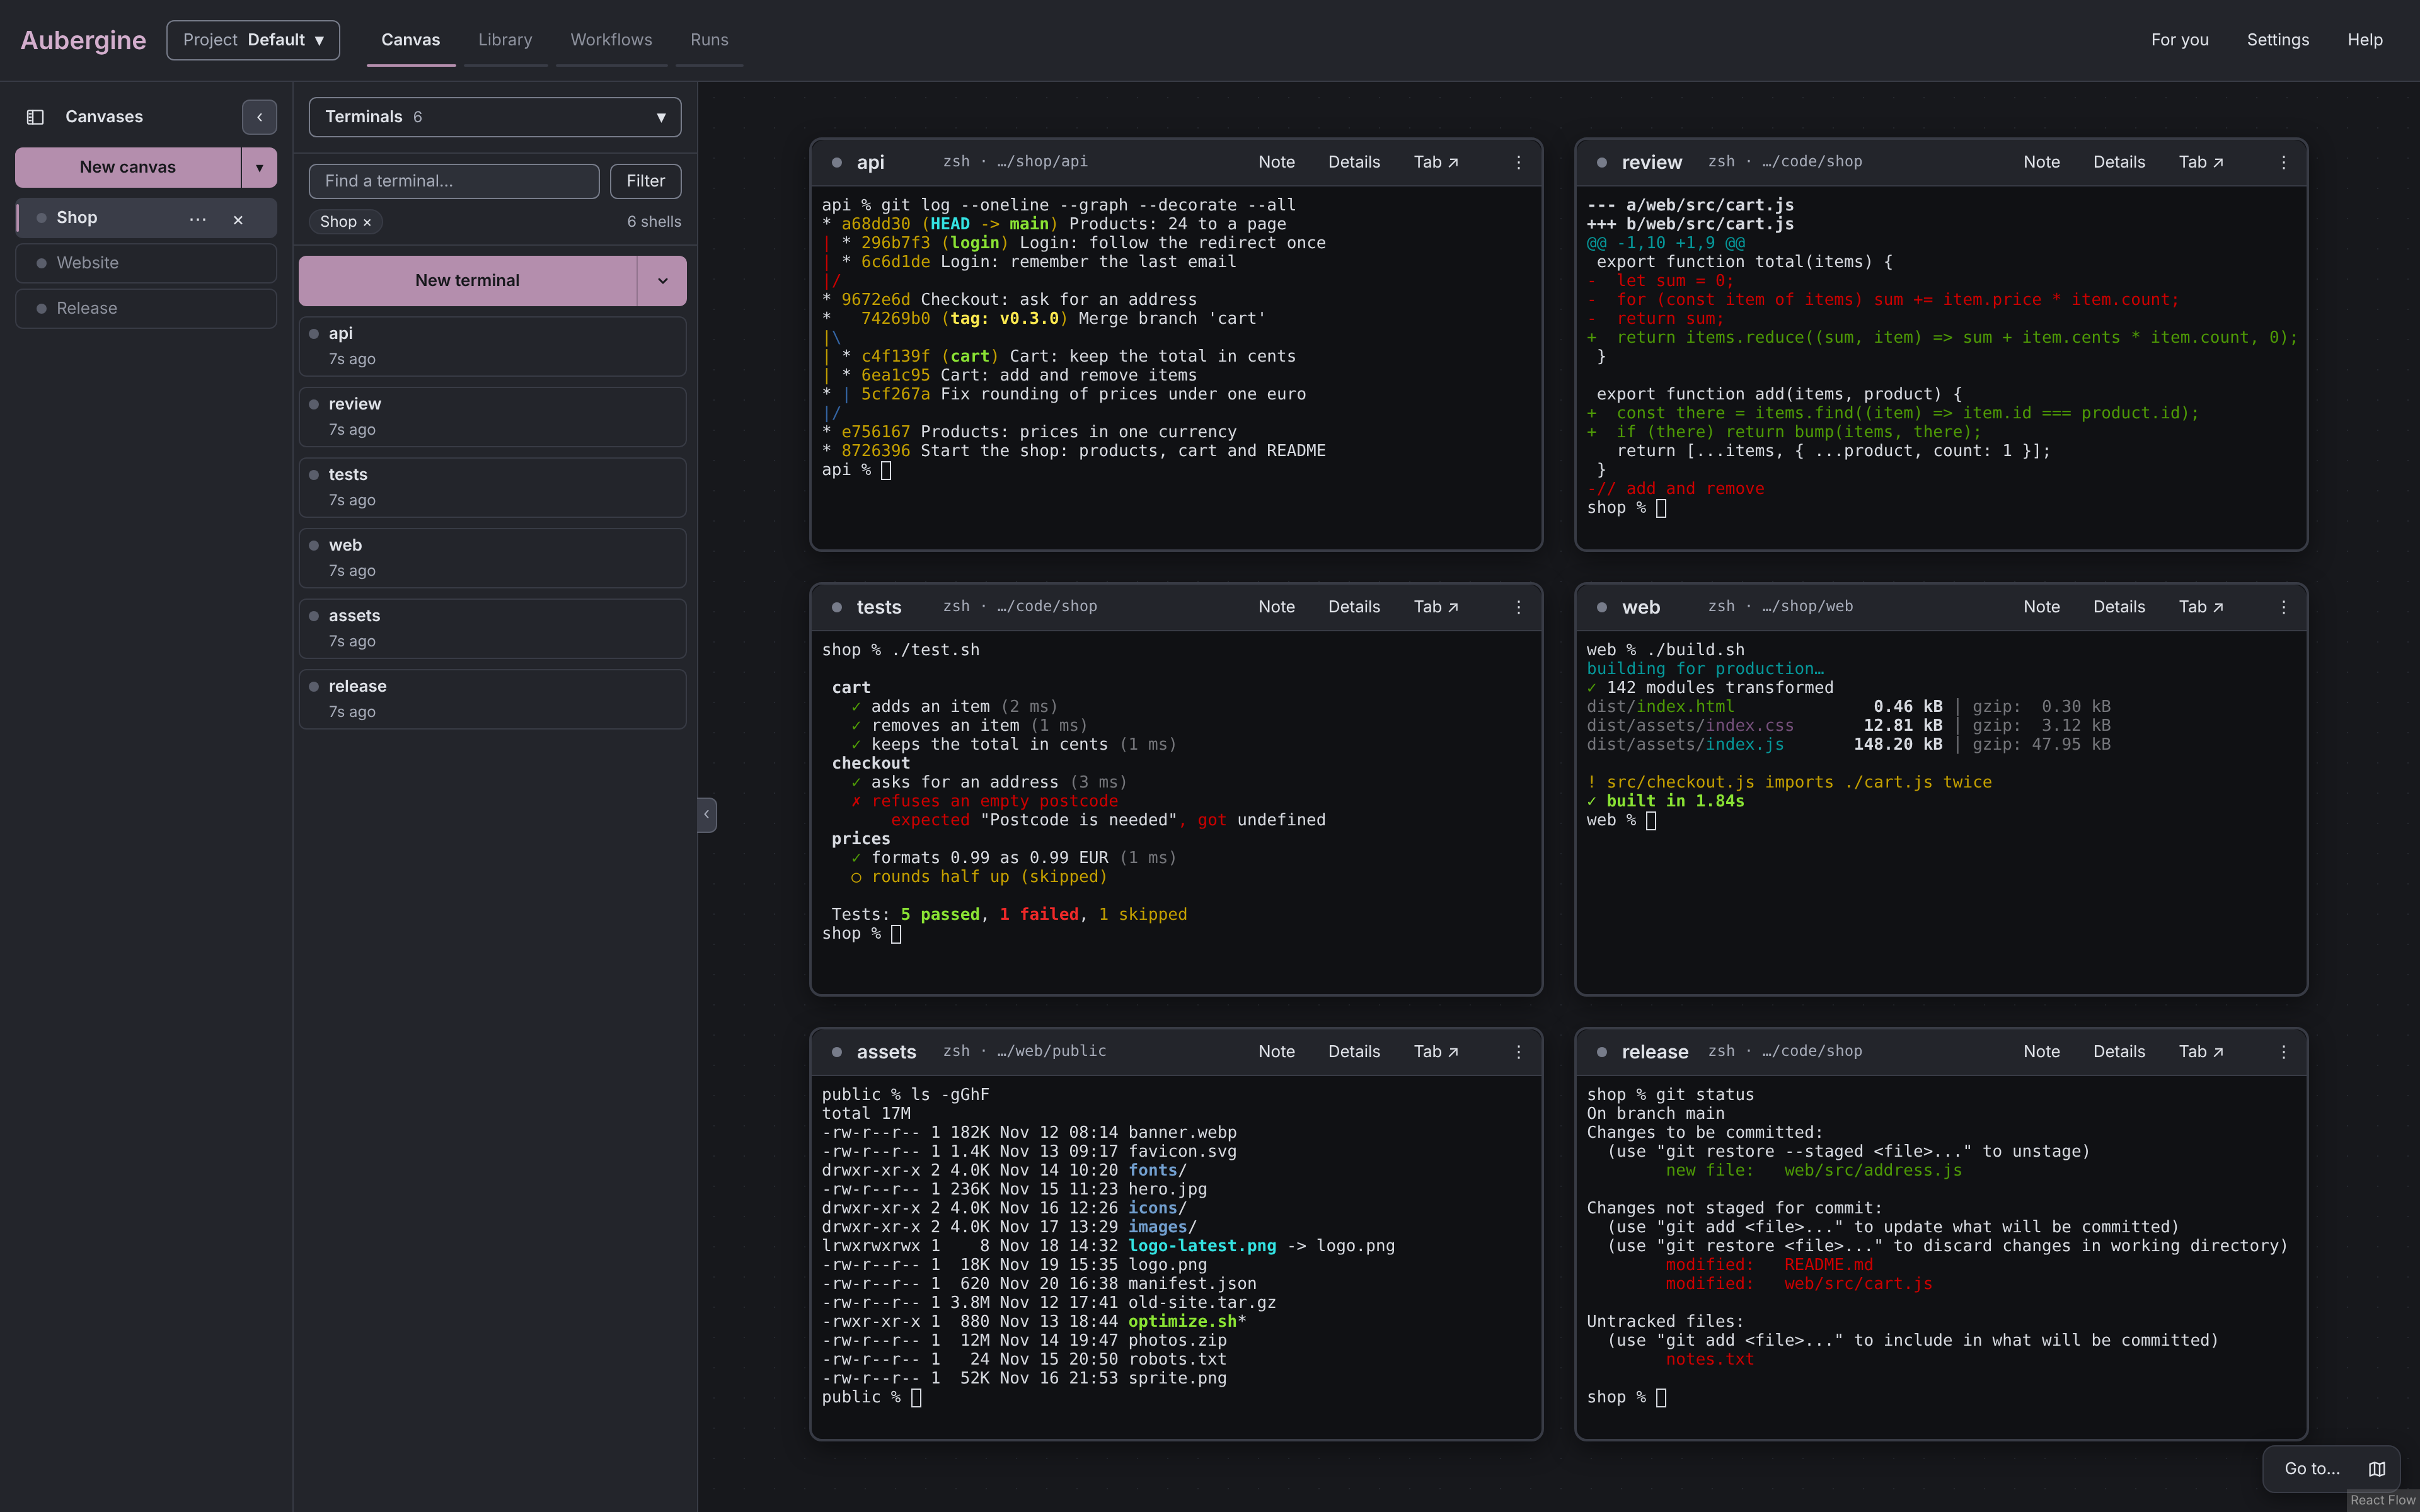 Aubergine
Project Default ▾
Canvas
Library
Workflows
Runs
For you
Settings
Help
Canvases
New canvas
Shop
Website
Release
Terminals 6
Find a terminal...
Filter
Shop ×
6 shells
New terminal
api
7s ago
review
7s ago
tests
7s ago
web
7s ago
assets
7s ago
release
7s ago
api zsh · …/shop/api Note Details Tab ↗
api % git log --oneline --graph --decorate --all
* a68dd30 (HEAD -> main) Products: 24 to a page
| * 296b7f3 (login) Login: follow the redirect once
| * 6c6d1de Login: remember the last email
|/
* 9672e6d Checkout: ask for an address
*   74269b0 (tag: v0.3.0) Merge branch 'cart'
|\
| * c4f139f (cart) Cart: keep the total in cents
| * 6ea1c95 Cart: add and remove items
* | 5cf267a Fix rounding of prices under one euro
|/
* e756167 Products: prices in one currency
* 8726396 Start the shop: products, cart and README
api %
review zsh · …/code/shop Note Details Tab ↗
--- a/web/src/cart.js
+++ b/web/src/cart.js
@@ -1,10 +1,9 @@
 export function total(items) {
-  let sum = 0;
-  for (const item of items) sum += item.price * item.count;
-  return sum;
+  return items.reduce((sum, item) => sum + item.cents * item.count, 0);
 }
 export function add(items, product) {
+  const there = items.find((item) => item.id === product.id);
+  if (there) return bump(items, there);
   return [...items, { ...product, count: 1 }];
 }
-// add and remove
shop %
tests zsh · …/code/shop Note Details Tab ↗
shop % ./test.sh
cart
✓ adds an item (2 ms)
✓ removes an item (1 ms)
✓ keeps the total in cents (1 ms)
checkout
✓ asks for an address (3 ms)
✗ refuses an empty postcode
expected "Postcode is needed", got undefined
prices
✓ formats 0.99 as 0.99 EUR (1 ms)
○ rounds half up (skipped)
Tests: 5 passed, 1 failed, 1 skipped
shop %
web zsh · …/shop/web Note Details Tab ↗
web % ./build.sh
building for production…
✓ 142 modules transformed
dist/index.html 0.46 kB │ gzip: 0.30 kB
dist/assets/index.css 12.81 kB │ gzip: 3.12 kB
dist/assets/index.js 148.20 kB │ gzip: 47.95 kB
! src/checkout.js imports ./cart.js twice
✓ built in 1.84s
web %
assets zsh · …/web/public Note Details Tab ↗
public % ls -gGhF
total 17M
-rw-r--r-- 1 182K Nov 12 08:14 banner.webp
-rw-r--r-- 1 1.4K Nov 13 09:17 favicon.svg
drwxr-xr-x 2 4.0K Nov 14 10:20 fonts/
-rw-r--r-- 1 236K Nov 15 11:23 hero.jpg
drwxr-xr-x 2 4.0K Nov 16 12:26 icons/
drwxr-xr-x 2 4.0K Nov 17 13:29 images/
lrwxrwxrwx 1    8 Nov 18 14:32 logo-latest.png -> logo.png
-rw-r--r-- 1  18K Nov 19 15:35 logo.png
-rw-r--r-- 1  620 Nov 20 16:38 manifest.json
-rw-r--r-- 1 3.8M Nov 12 17:41 old-site.tar.gz
-rwxr-xr-x 1  880 Nov 13 18:44 optimize.sh*
-rw-r--r-- 1  12M Nov 14 19:47 photos.zip
-rw-r--r-- 1   24 Nov 15 20:50 robots.txt
-rw-r--r-- 1  52K Nov 16 21:53 sprite.png
public %
release zsh · …/code/shop Note Details Tab ↗
shop % git status
On branch main
Changes to be committed:
  (use "git restore --staged <file>..." to unstage)
        new file:   web/src/address.js
Changes not staged for commit:
  (use "git add <file>..." to update what will be committed)
  (use "git restore <file>..." to discard changes in working directory)
        modified:   README.md
        modified:   web/src/cart.js
Untracked files:
  (use "git add <file>..." to include in what will be committed)
        notes.txt
shop %
Go to...
React Flow